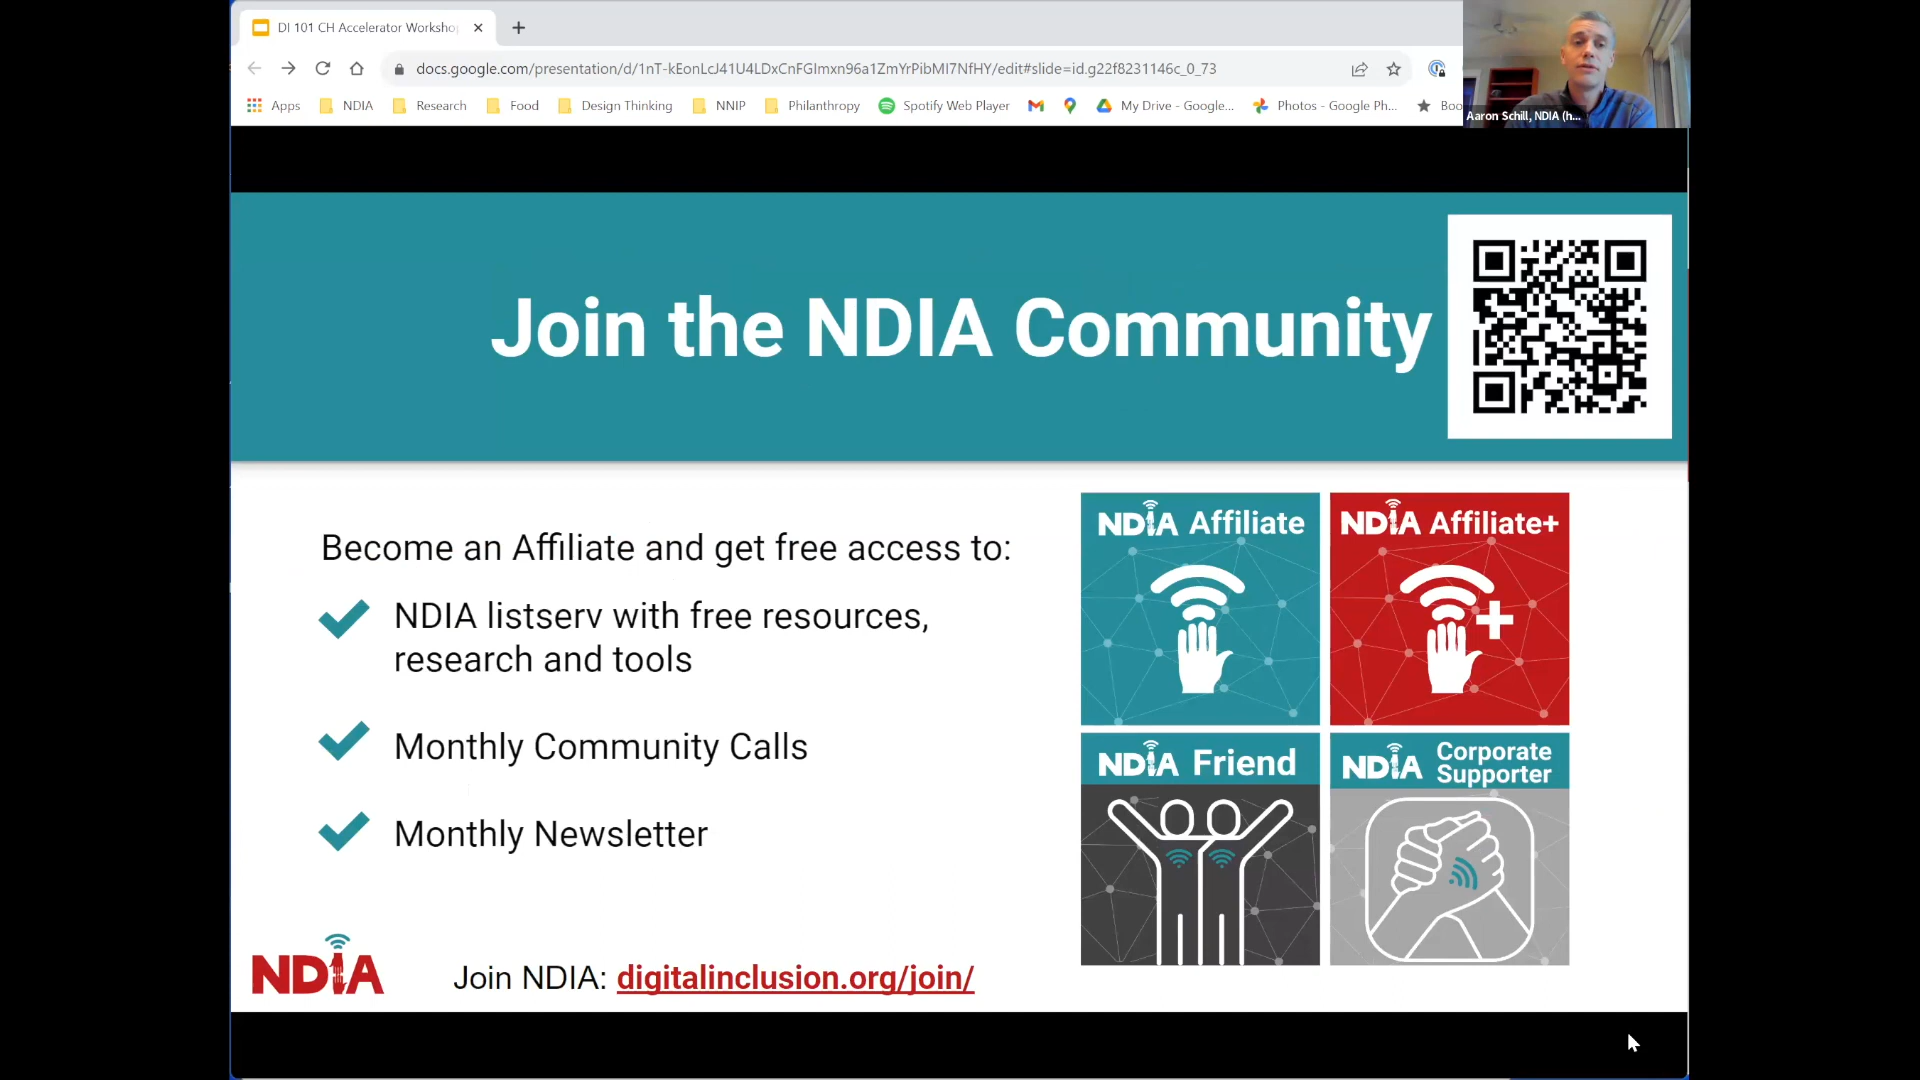 DI 101 CH Accelerator Worksho
docs.google.com/presentation/d/1nT-kEonLcJ41U4LDxCnFGImxn96a1ZmYrPibMI7NfHY/edit#slide=id.g22f8231146c_0_73
Apps NDIA Research Food Design Thinking NNIP Philanthropy Spotify Web Player My Drive - Google... Photos - Google Ph... Boo
Aaron Schill, NDIA (h...
Join the NDIA Community
Become an Affiliate and get free access to:
NDIA listserv with free resources,
research and tools
Monthly Community Calls
Monthly Newsletter
NDIA Affiliate
NDIA Affiliate+
NDIA Friend
NDIA Corporate
Supporter
NDIA
Join NDIA: digitalinclusion.org/join/